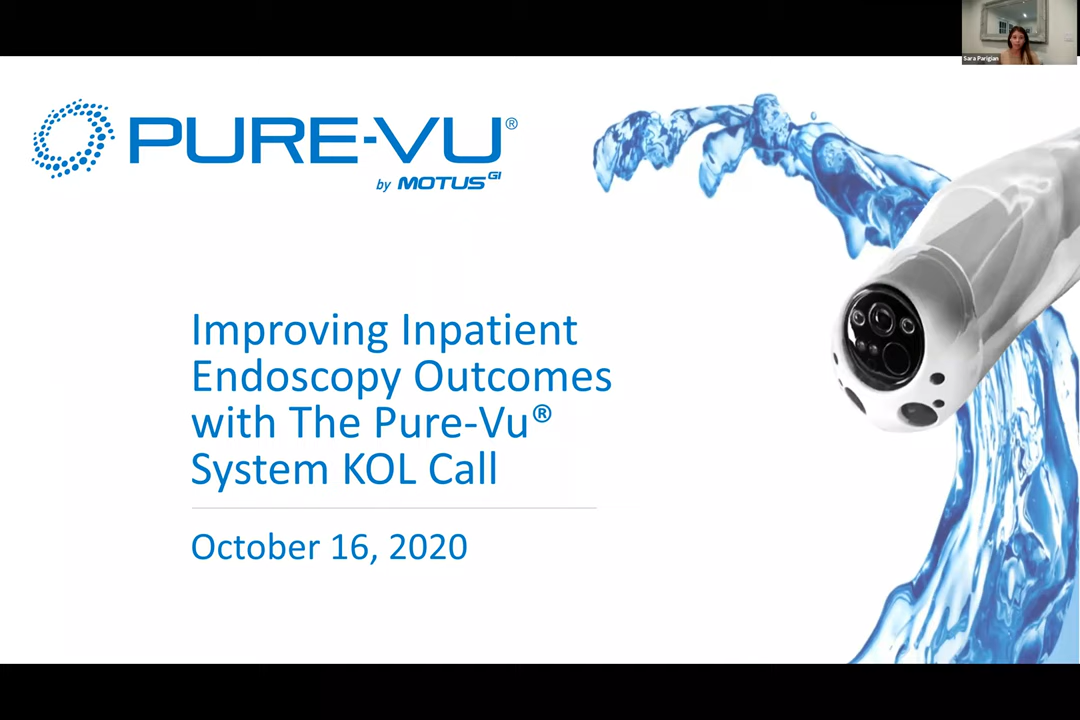 Sara Parigian
PURE-VU®
by MOTUS GI
Improving Inpatient
Endoscopy Outcomes
with The Pure-Vu®
System KOL Call
October 16, 2020